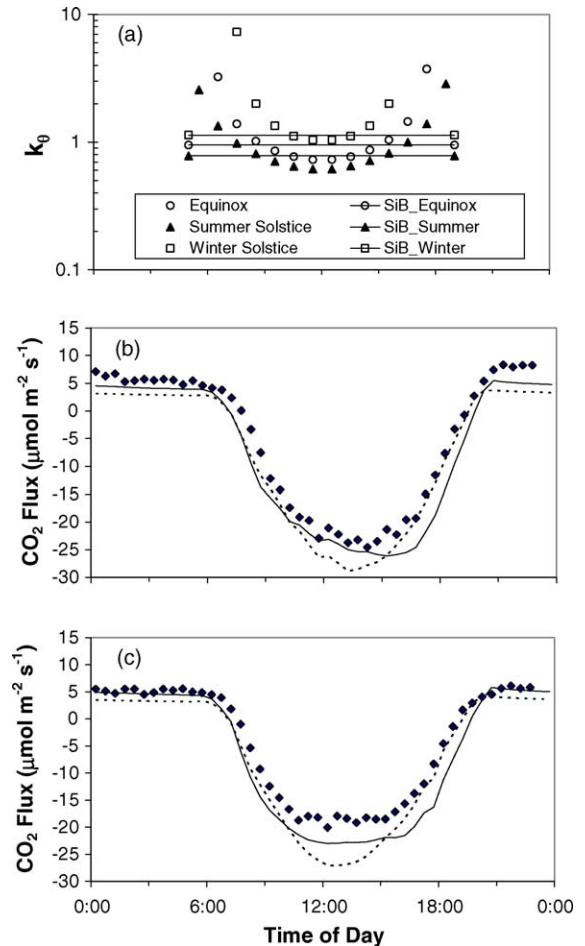 (a)
10
1
0.1
kθ
Equinox SiB_Equinox
Summer Solstice SiB_Summer
Winter Solstice SiB_Winter
(b)
15
10
5
0
-5
-10
-15
-20
-25
-30
CO₂ Flux (μmol m⁻² s⁻¹)
(c)
15
10
5
0
-5
-10
-15
-20
-25
-30
CO₂ Flux (μmol m⁻² s⁻¹)
0:00 6:00 12:00 18:00 0:00
Time of Day